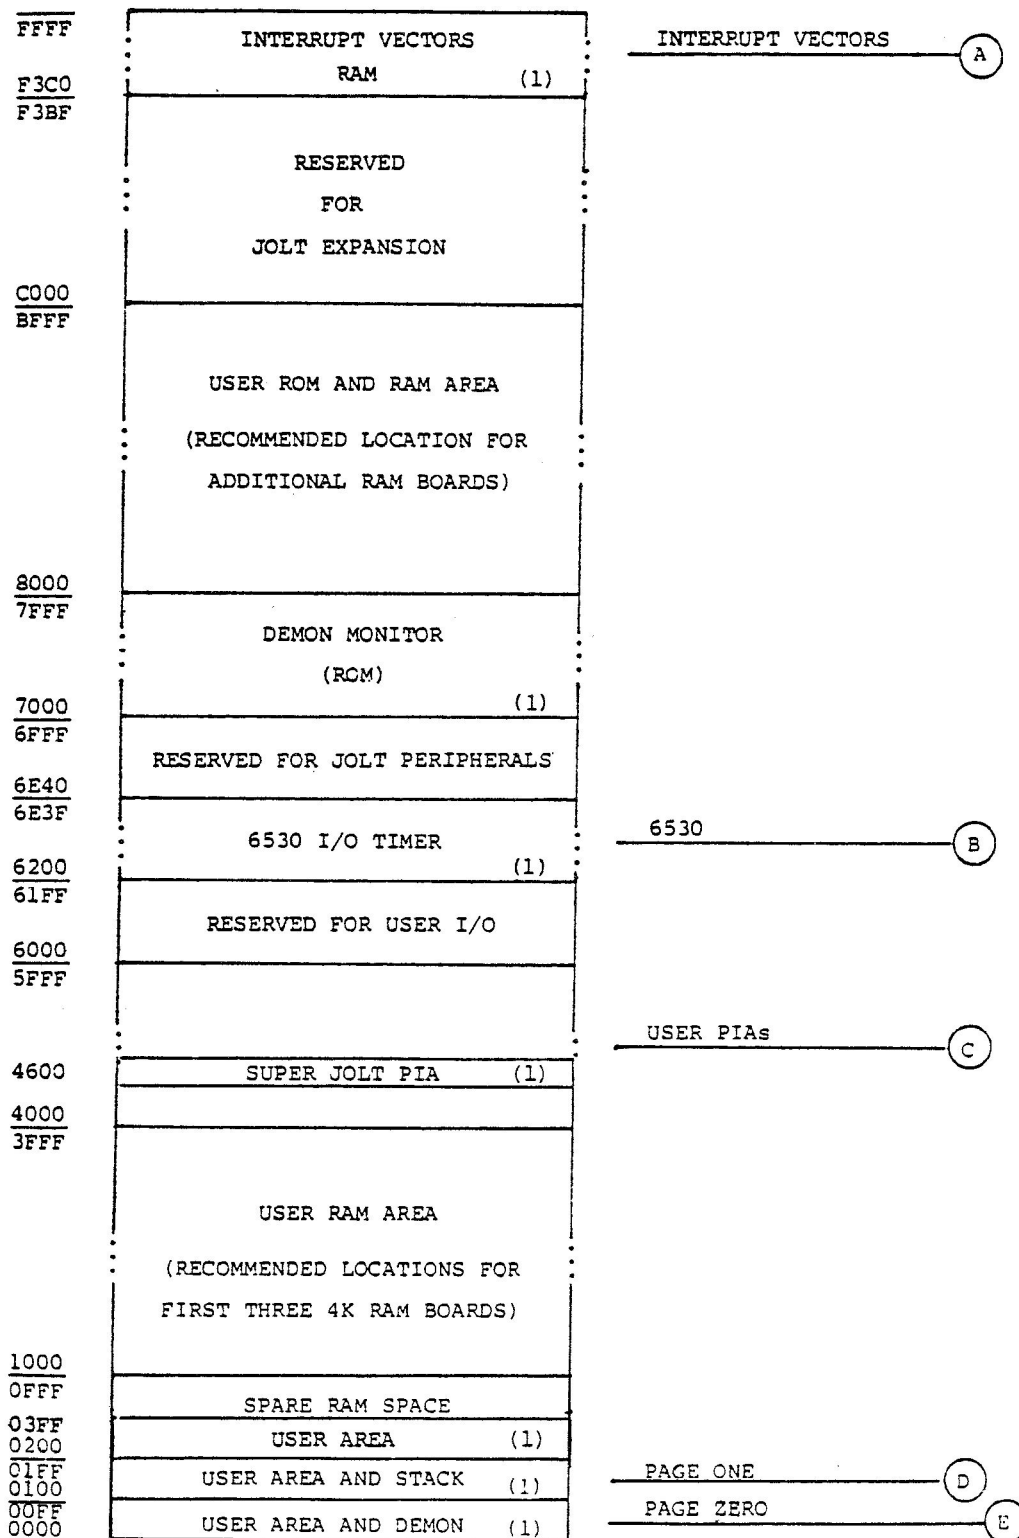 FFFF
INTERRUPT VECTORS
RAM (1)
INTERRUPT VECTORS A
F3C0
F3BF
RESERVED
FOR
JOLT EXPANSION
C000
BFFF
USER ROM AND RAM AREA
(RECOMMENDED LOCATION FOR
ADDITIONAL RAM BOARDS)
8000
7FFF
DEMON MONITOR
(ROM)
(1)
7000
6FFF
RESERVED FOR JOLT PERIPHERALS
6E40
6E3F
6530 I/O TIMER
(1)
6530 B
6200
61FF
RESERVED FOR USER I/O
6000
5FFF
USER PIAs C
4600 SUPER JOLT PIA (1)
4000
3FFF
USER RAM AREA
(RECOMMENDED LOCATIONS FOR
FIRST THREE 4K RAM BOARDS)
1000
0FFF
SPARE RAM SPACE
03FF
0200
USER AREA (1)
01FF
0100
USER AREA AND STACK (1)
PAGE ONE D
00FF
0000
USER AREA AND DEMON (1)
PAGE ZERO E